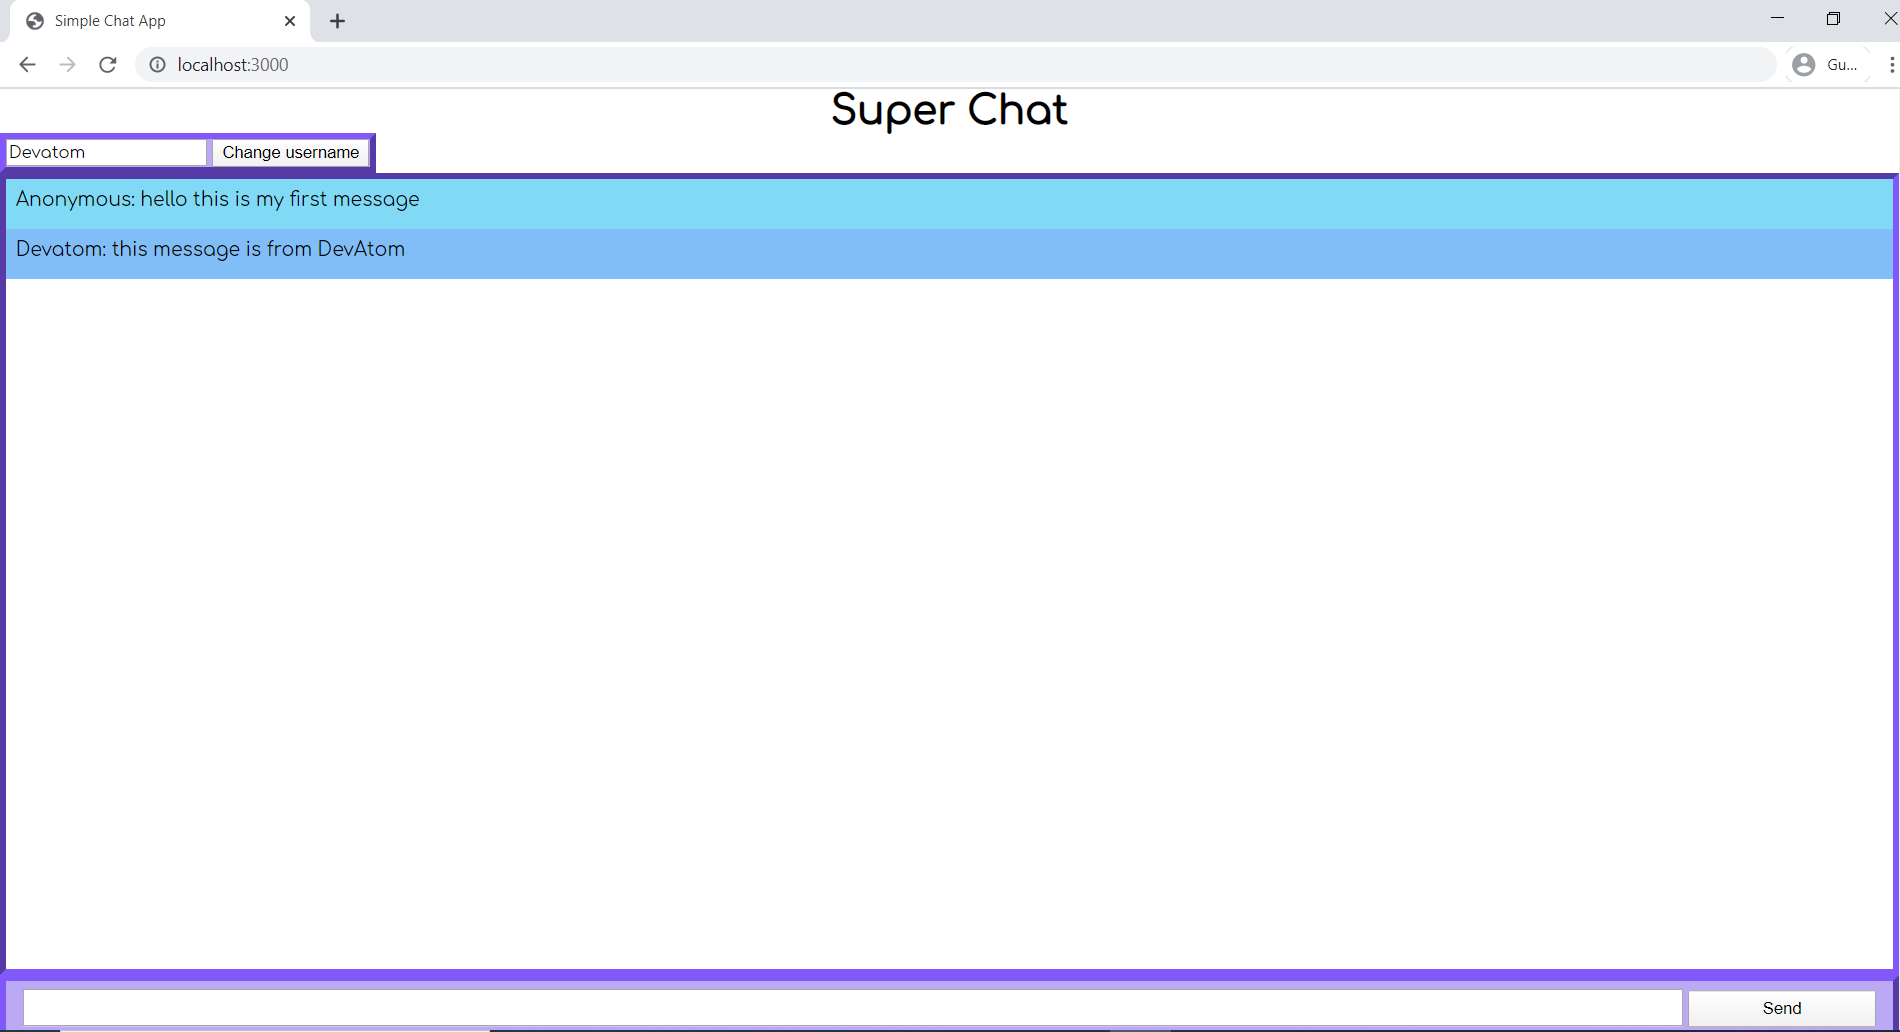 Simple Chat App
localhost:3000
Gu...
Super Chat
Devatom
Change username
Anonymous: hello this is my first message
Devatom: this message is from DevAtom
Send